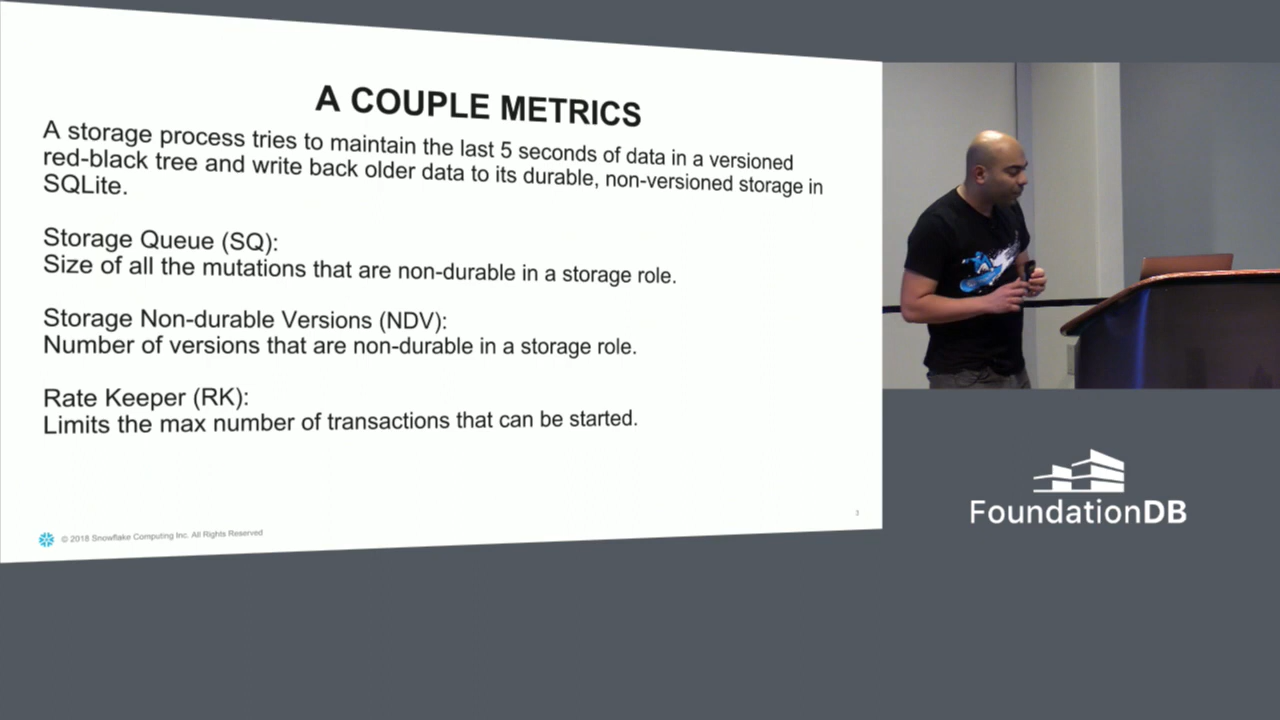 A COUPLE METRICS
A storage process tries to maintain the last 5 seconds of data in a versioned
red-black tree and write back older data to its durable, non-versioned storage in
SQLite.
Storage Queue (SQ):
Size of all the mutations that are non-durable in a storage role.
Storage Non-durable Versions (NDV):
Number of versions that are non-durable in a storage role.
Rate Keeper (RK):
Limits the max number of transactions that can be started.
3
© 2018 Snowflake Computing Inc. All Rights Reserved
FoundationDB